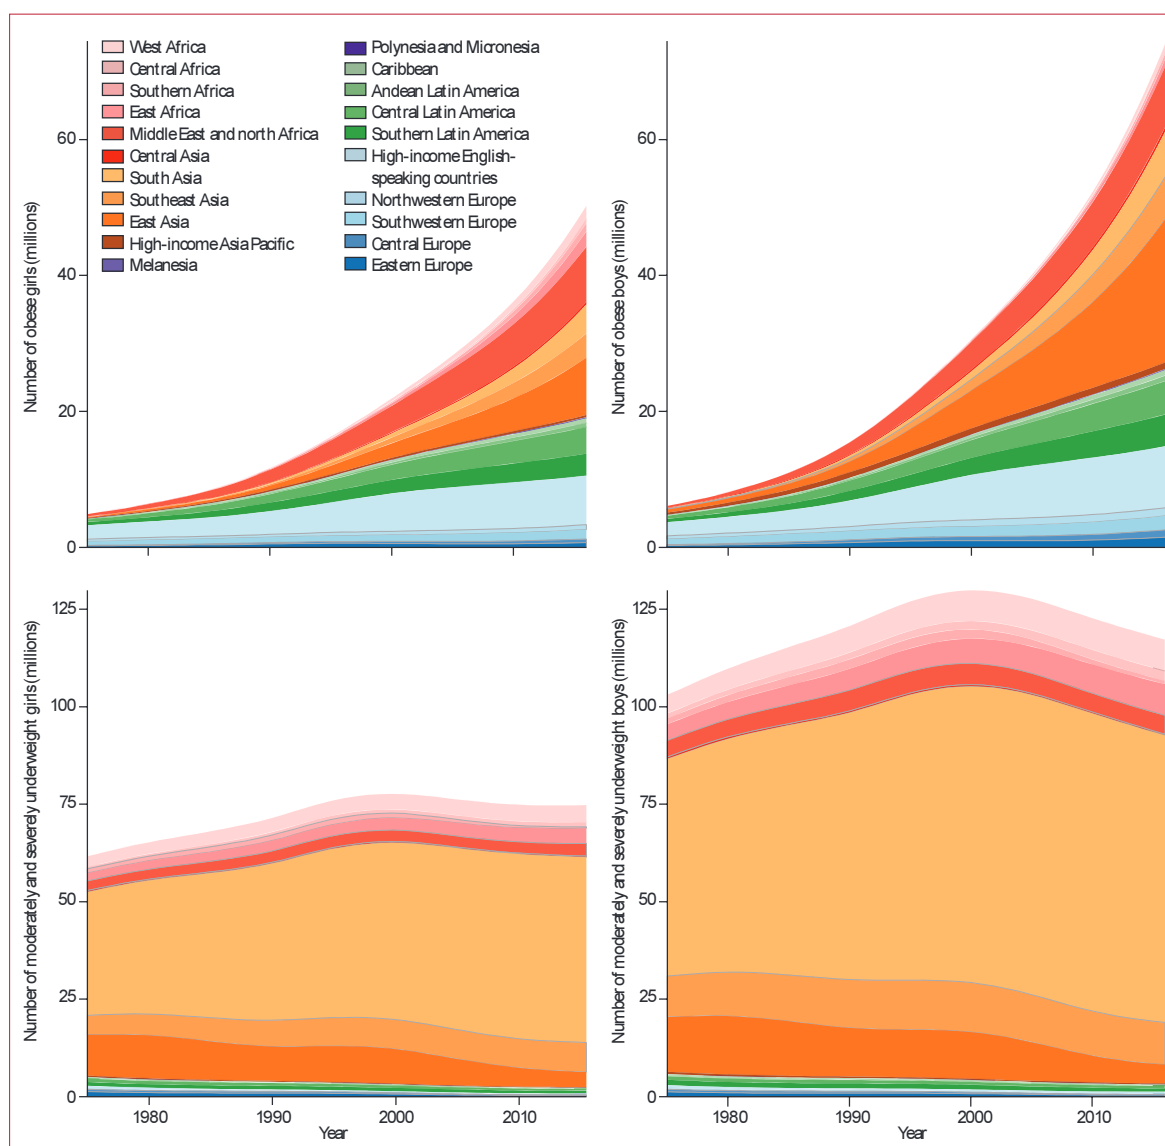 West Africa
Central Africa
Southern Africa
East Africa
Middle East and north Africa
Central Asia
South Asia
Southeast Asia
East Asia
High-income Asia Pacific
Melanesia
Polynesia and Micronesia
Caribbean
Andean Latin America
Central Latin America
Southern Latin America
High-income English-
speaking countries
Northwestern Europe
Southwestern Europe
Central Europe
Eastern Europe
Number of obese girls (millions)
60
40
20
0
Number of obese boys (millions)
60
40
20
0
Number of moderately and severely underweight girls (millions)
125
100
75
50
25
0
1980
1990
2000
2010
Year
Number of moderately and severely underweight boys (millions)
125
100
75
50
25
0
1980
1990
2000
2010
Year